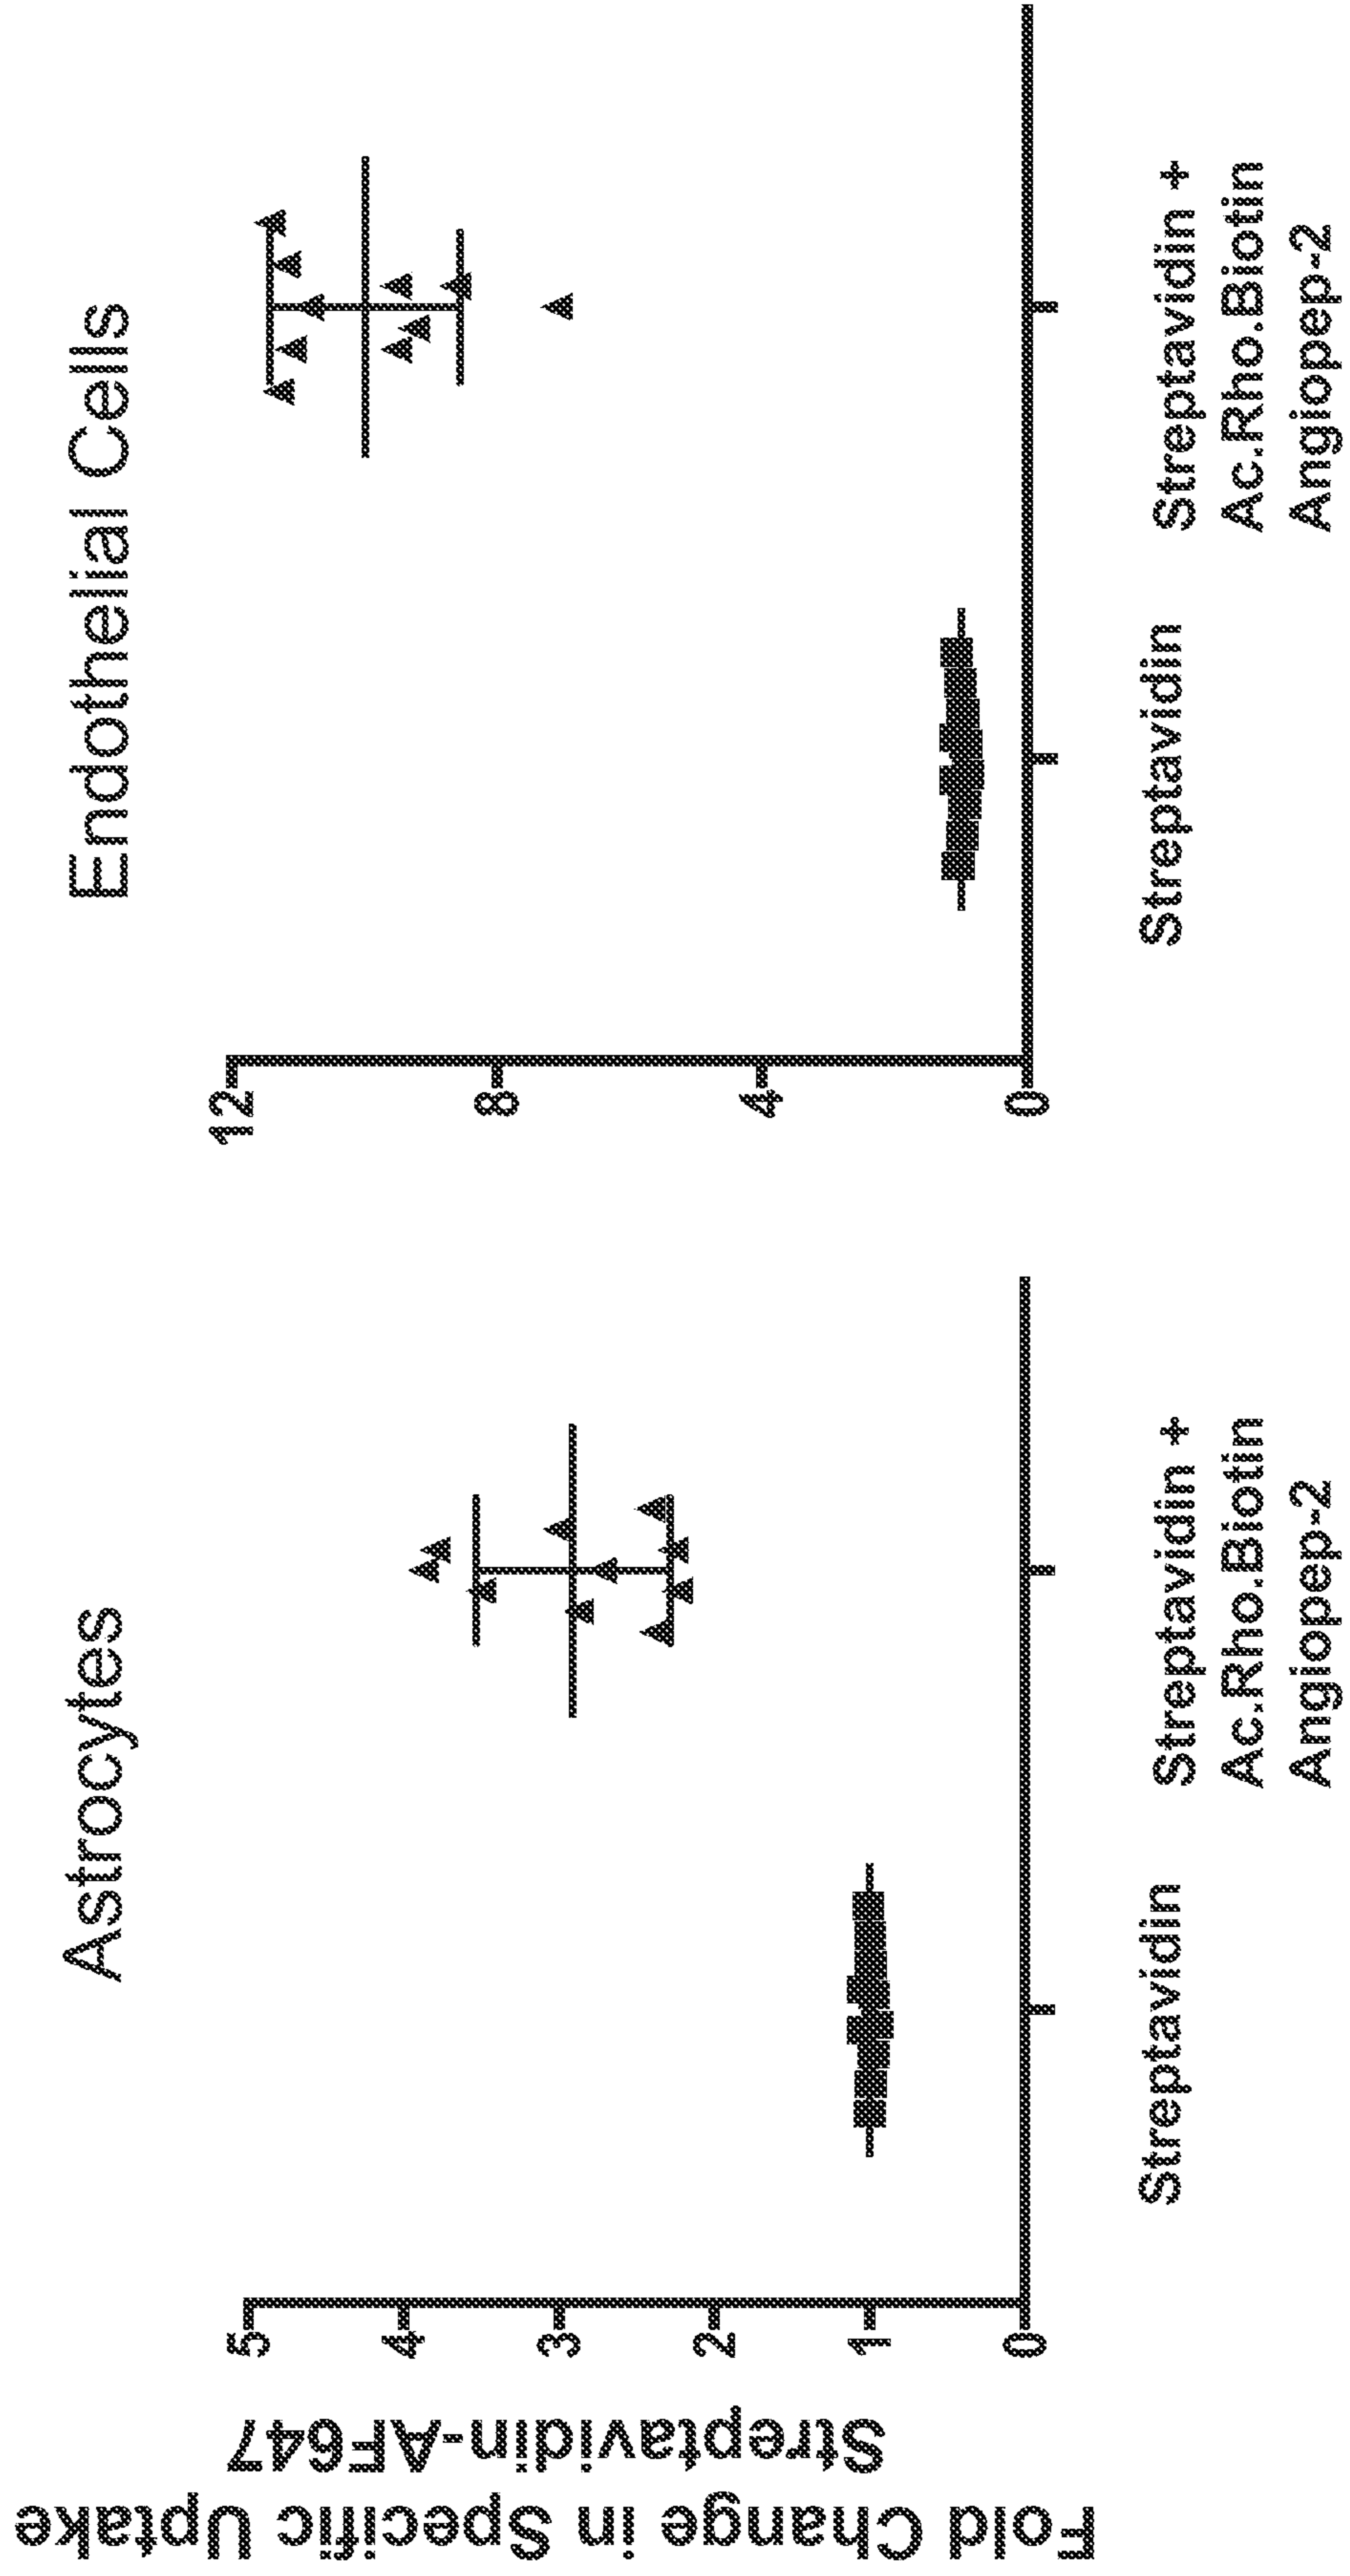 Fold Change in Specific Uptake
Streptavidin-AF647
Astrocytes
5
4
3
2
1
0
Streptavidin
Streptavidin +
Ac.Rho.Biotin
Angiopep-2
Endothelial Cells
12
8
4
0
Streptavidin
Streptavidin +
Ac.Rho.Biotin
Angiopep-2